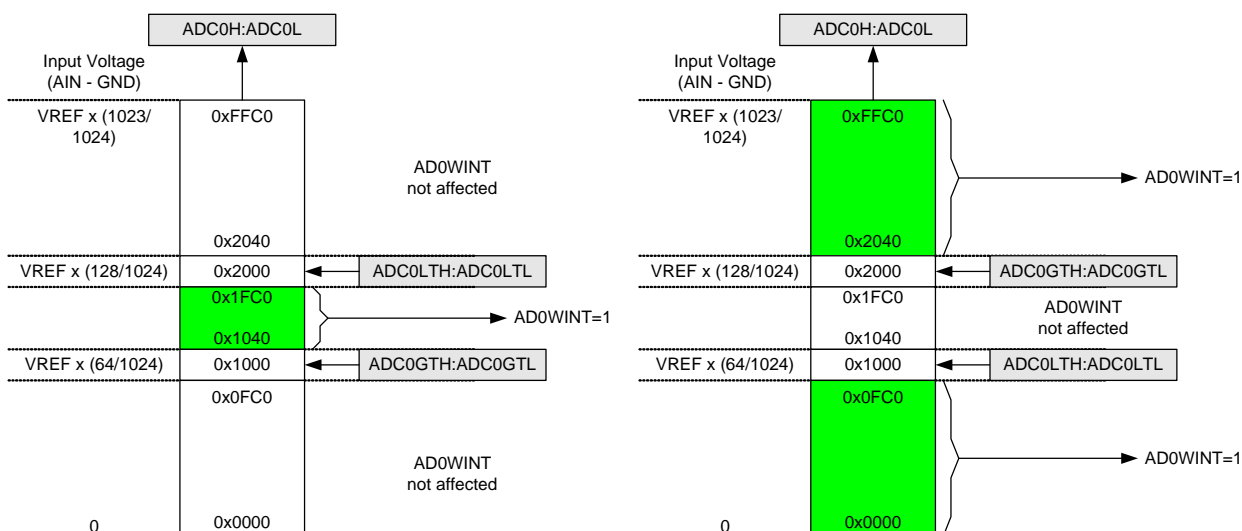 ADC0H:ADC0L
Input Voltage
(AIN - GND)
VREF x (1023/
1024)
0xFFC0
AD0WINT
not affected
0x2040
VREF x (128/1024)
0x2000
ADC0LTH:ADC0LTL
0x1FC0
AD0WINT=1
0x1040
VREF x (64/1024)
0x1000
ADC0GTH:ADC0GTL
0x0FC0
AD0WINT
not affected
0
0x0000
ADC0H:ADC0L
Input Voltage
(AIN - GND)
VREF x (1023/
1024)
0xFFC0
AD0WINT=1
0x2040
VREF x (128/1024)
0x2000
ADC0GTH:ADC0GTL
0x1FC0
AD0WINT
not affected
0x1040
VREF x (64/1024)
0x1000
ADC0LTH:ADC0LTL
0x0FC0
AD0WINT=1
0
0x0000